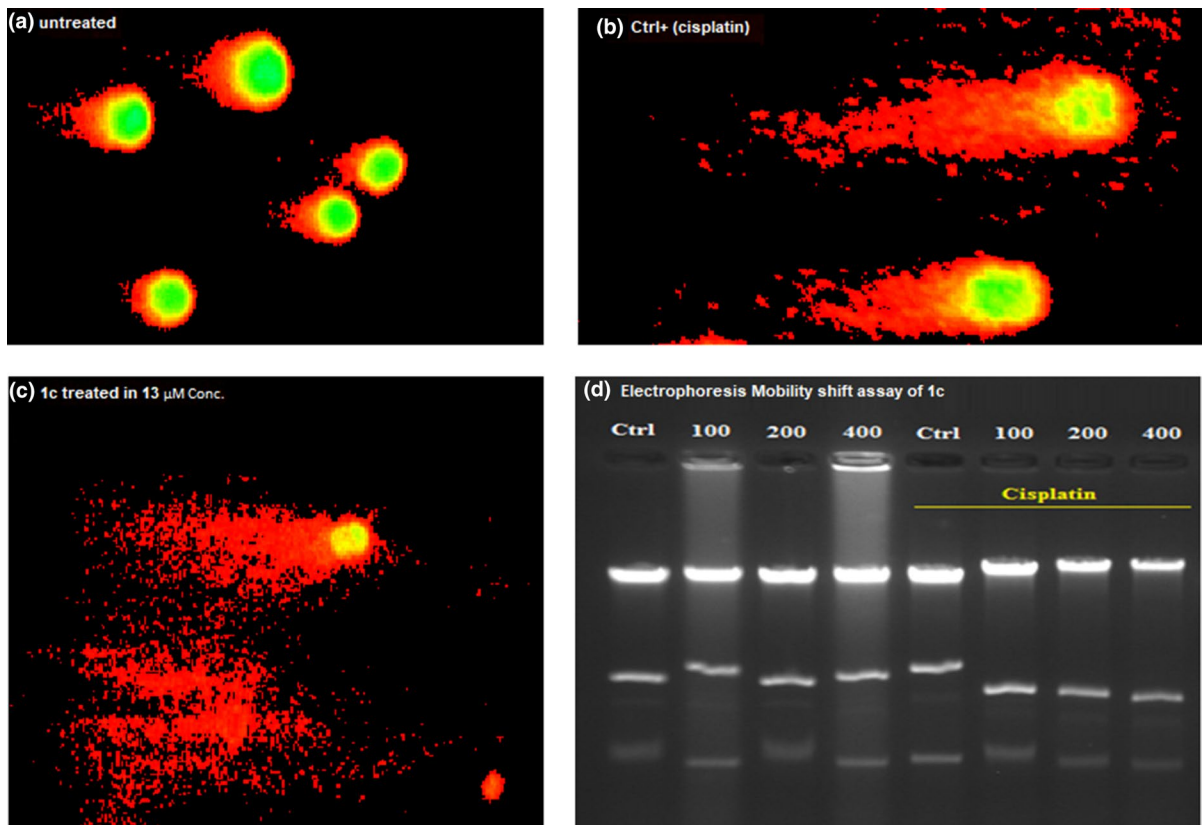 (a) untreated
(b) Ctrl+ (cisplatin)
(c) 1c treated in 13 μM Conc.
(d) Electrophoresis Mobility shift assay of 1c
Ctrl 100 200 400 Ctrl 100 200 400
Cisplatin